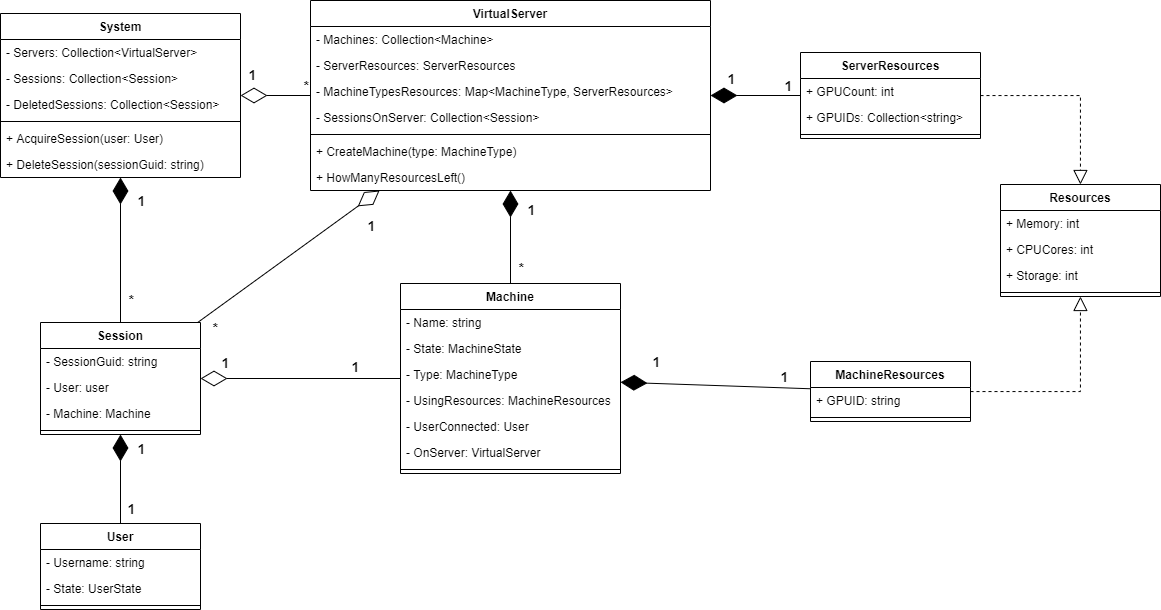 System
- Servers: Collection<VirtualServer>
- Sessions: Collection<Session>
- DeletedSessions: Collection<Session>
+ AcquireSession(user: User)
+ DeleteSession(sessionGuid: string)
1
*
VirtualServer
- Machines: Collection<Machine>
- ServerResources: ServerResources
- MachineTypesResources: Map<MachineType, ServerResources>
- SessionsOnServer: Collection<Session>
+ CreateMachine(type: MachineType)
+ HowManyResourcesLeft()
1
1
ServerResources
+ GPUCount: int
+ GPUIDs: Collection<string>
Resources
+ Memory: int
+ CPUCores: int
+ Storage: int
1
*
1
*
1
*
Session
- SessionGuid: string
- User: user
- Machine: Machine
1
1
Machine
- Name: string
- State: MachineState
- Type: MachineType
- UsingResources: MachineResources
- UserConnected: User
- OnServer: VirtualServer
1
1
MachineResources
+ GPUID: string
1
1
User
- Username: string
- State: UserState